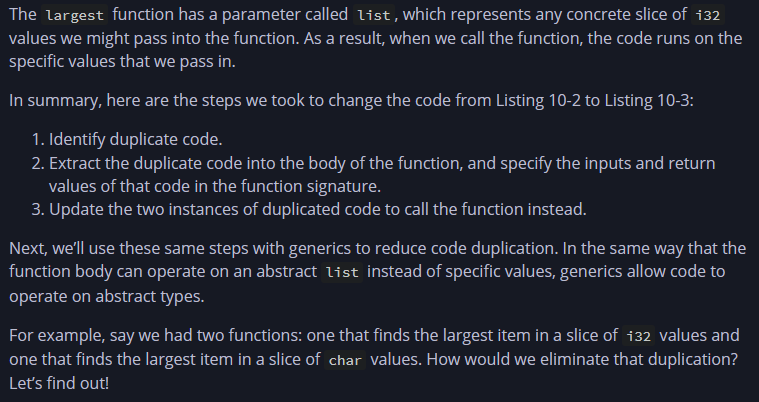 The largest function has a parameter called list, which represents any concrete slice of i32
values we might pass into the function. As a result, when we call the function, the code runs on the
specific values that we pass in.
In summary, here are the steps we took to change the code from Listing 10-2 to Listing 10-3:
1. Identify duplicate code.
2. Extract the duplicate code into the body of the function, and specify the inputs and return
values of that code in the function signature.
3. Update the two instances of duplicated code to call the function instead.
Next, we’ll use these same steps with generics to reduce code duplication. In the same way that the
function body can operate on an abstract list instead of specific values, generics allow code to
operate on abstract types.
For example, say we had two functions: one that finds the largest item in a slice of i32 values and
one that finds the largest item in a slice of char values. How would we eliminate that duplication?
Let’s find out!